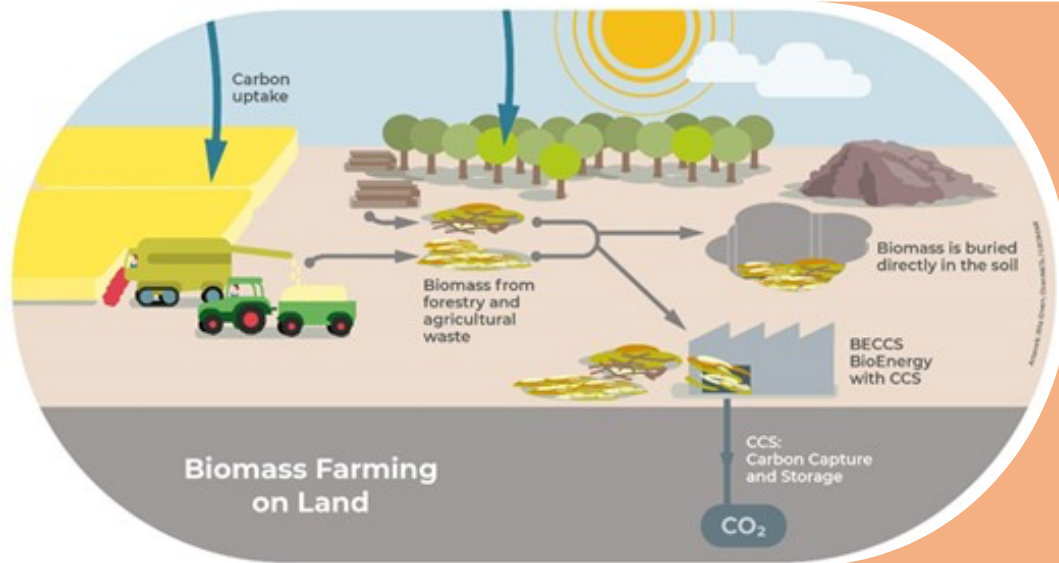 Carbon
uptake
Biomass from
forestry and
agricultural
waste
Biomass is buried
directly in the soil
BECCS
BioEnergy
with CCS
CCS:
Carbon Capture
and Storage
CO₂
Biomass Farming
on Land